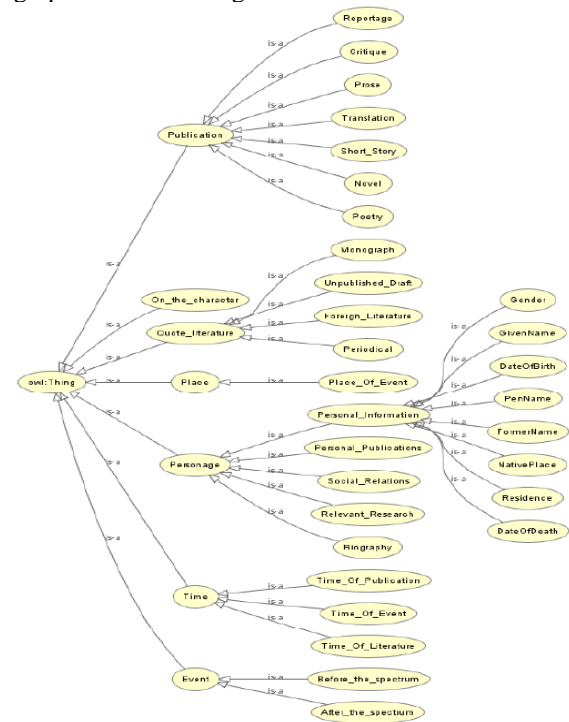 Reportage
is-a
Critique
is-a
Prose
is-a
Translation
is-a
Publication
is-a
Short_Story
is-a
Novel
is-a
Poetry
is-a
Monograph
is-a
Unpublished_Draft
is-a
Foreign_Literature
is-a
Periodical
is-a
On_the_character
is-a
Quote_literature
is-a
is-a
owl:Thing
is-a
Place
is-a
Place_Of_Event
Gender
is-a
GivenName
is-a
DateOfBirth
is-a
PenName
is-a
Personal_Information
is-a
FormerName
is-a
NativePlace
is-a
Residence
is-a
DateOfDeath
is-a
Personal_Publications
is-a
Personage
is-a
is-a
Social_Relations
is-a
Relevant_Research
is-a
Biography
is-a
Time_Of_Publication
is-a
Time
is-a
Time_Of_Event
is-a
Time_Of_Literature
is-a
Event
is-a
Before_the_spectrum
is-a
After_the_spectrum
is-a